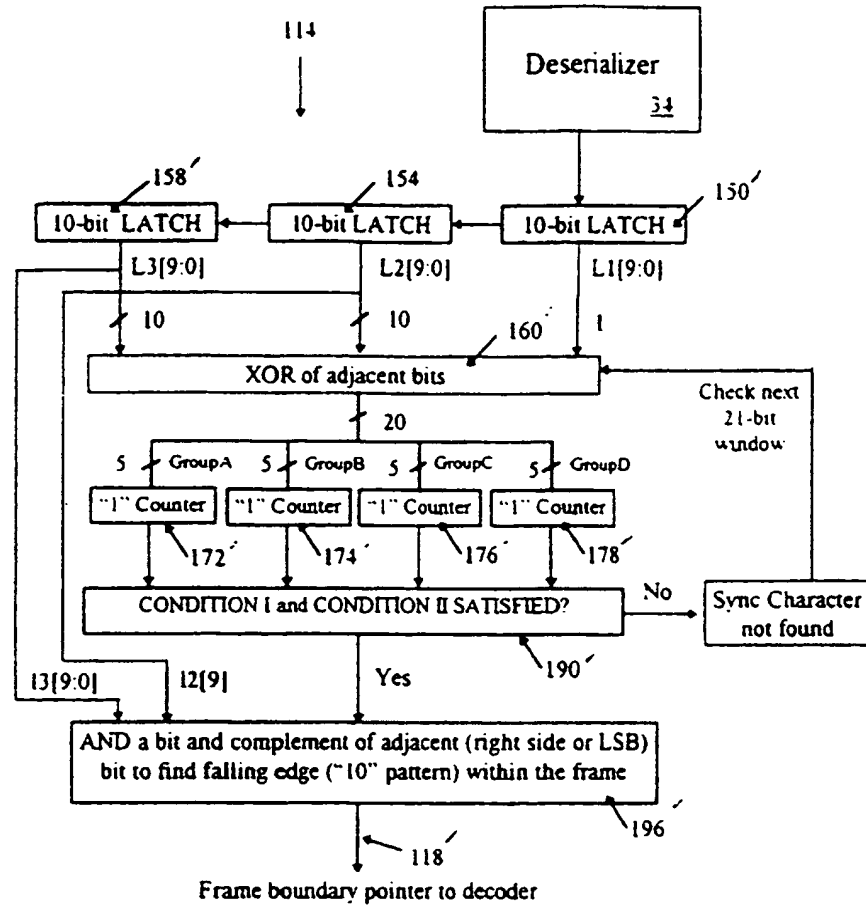 114
Deserializer
34
158′
154
150′
10-bit LATCH
10-bit LATCH
10-bit LATCH
L3[9:0]
L2[9:0]
L1[9:0]
10
10
1
160′
XOR of adjacent bits
Check next
21-bit
window
20
5
GroupA
5
GroupB
5
GroupC
5
GroupD
"1" Counter
"1" Counter
"1" Counter
"1" Counter
172′
174′
176′
178′
CONDITION I and CONDITION II SATISFIED?
No
Sync Character
not found
190′
l3[9:0]
l2[9]
Yes
AND a bit and complement of adjacent (right side or LSB)
bit to find falling edge ("10" pattern) within the frame
196′
118′
Frame boundary pointer to decoder